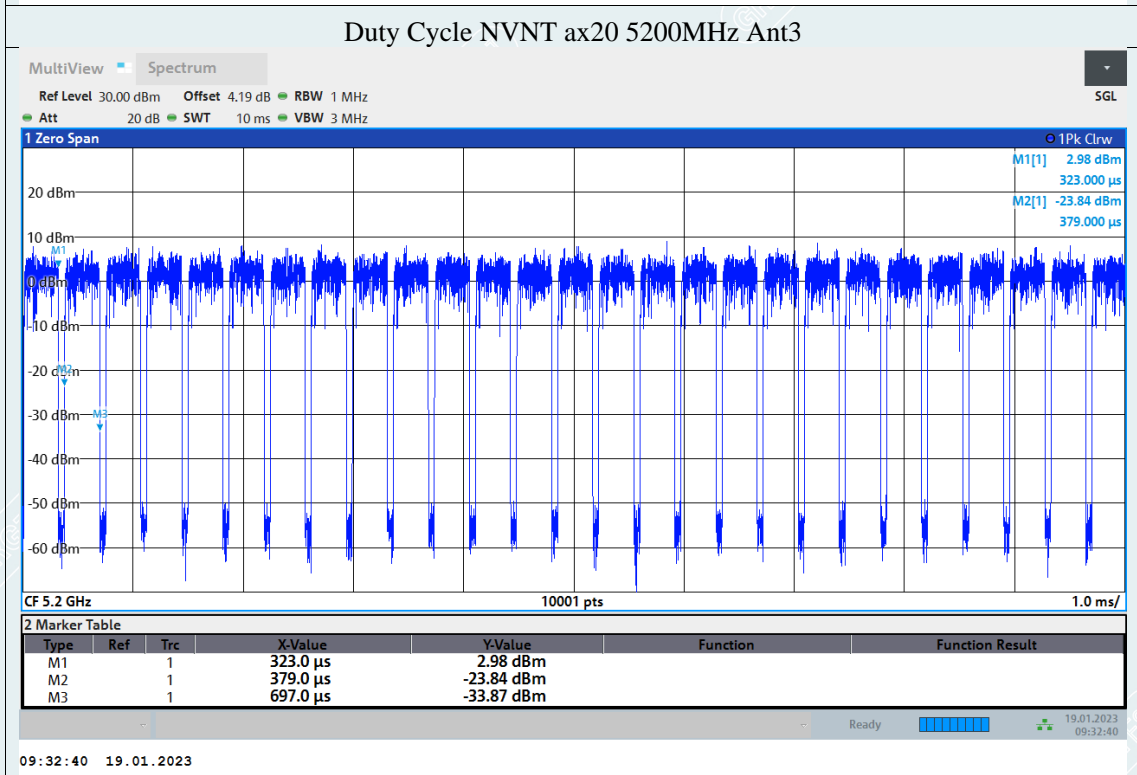 Duty Cycle NVNT ax20 5200MHz Ant3
MultiView Spectrum
Ref Level 30.00 dBm Offset 4.19 dB RBW 1 MHz SGL
Att 20 dB SWT 10 ms VBW 3 MHz
1 Zero Span 1Pk Clrw
M1[1] 2.98 dBm
323.000 µs
20 dBm
M2[1] -23.84 dBm
379.000 µs
10 dBm
M1
0 dBm
-10 dBm
-20 dBm
M2
-30 dBm
M3
-40 dBm
-50 dBm
-60 dBm
CF 5.2 GHz 10001 pts 1.0 ms/
2 Marker Table
Type Ref Trc X-Value Y-Value Function Function Result
M1 1 323.0 µs 2.98 dBm
M2 1 379.0 µs -23.84 dBm
M3 1 697.0 µs -33.87 dBm
Ready 19.01.2023
09:32:40
09:32:40 19.01.2023